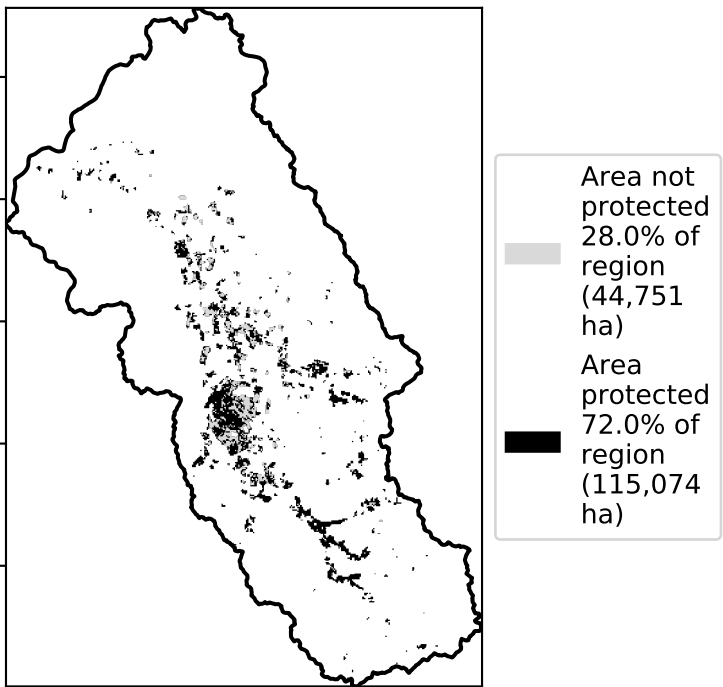 Area not
protected
28.0% of
region
(44,751
ha)
Area
protected
72.0% of
region
(115,074
ha)